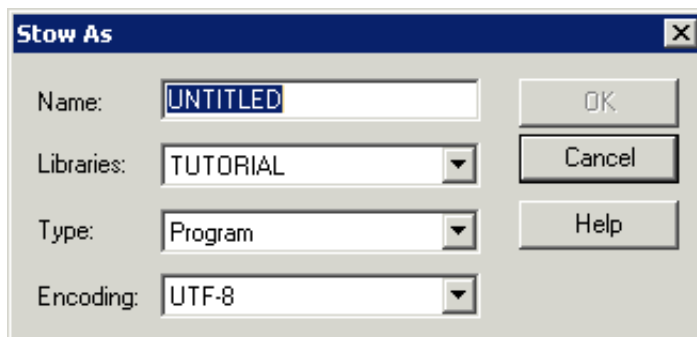 Stow As
Name: UNTITLED OK
Libraries: TUTORIAL Cancel
Type: Program Help
Encoding: UTF-8